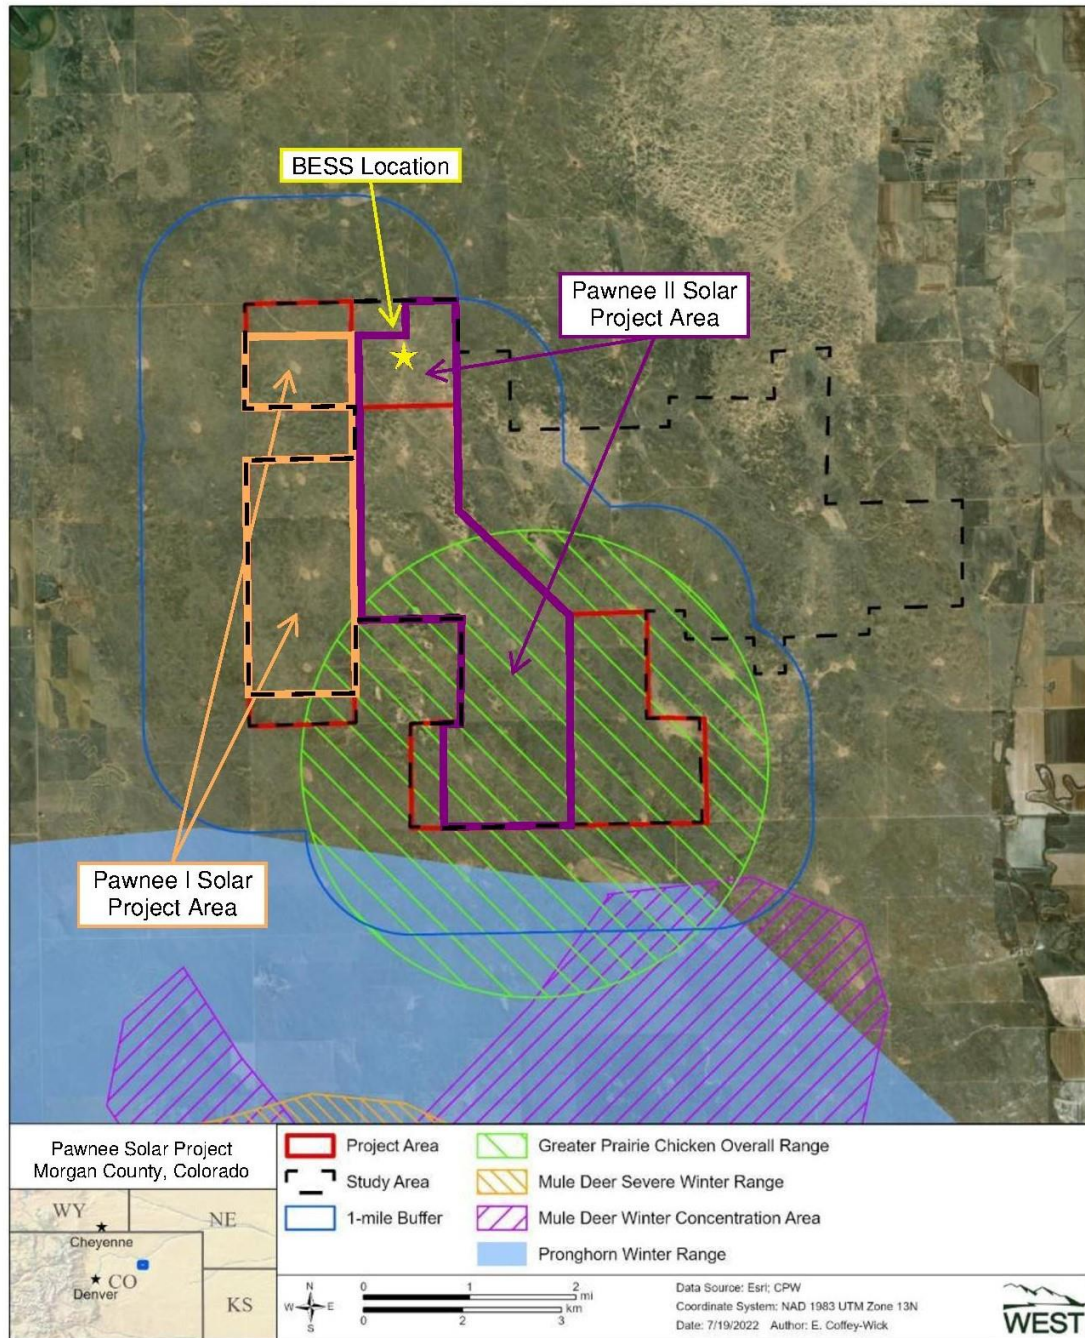 BESS Location
Pawnee II Solar
Project Area
Pawnee I Solar
Project Area
Pawnee Solar Project
Morgan County, Colorado
WY
NE
Cheyenne
CO
Denver
KS
Project Area
Study Area
1-mile Buffer
Greater Prairie Chicken Overall Range
Mule Deer Severe Winter Range
Mule Deer Winter Concentration Area
Pronghorn Winter Range
N
W E
S
0 1 2
mi
km
0 2 3
Data Source: Esri; CPW
Coordinate System: NAD 1983 UTM Zone 13N
Date: 7/19/2022 Author: E. Coffey-Wick
WEST